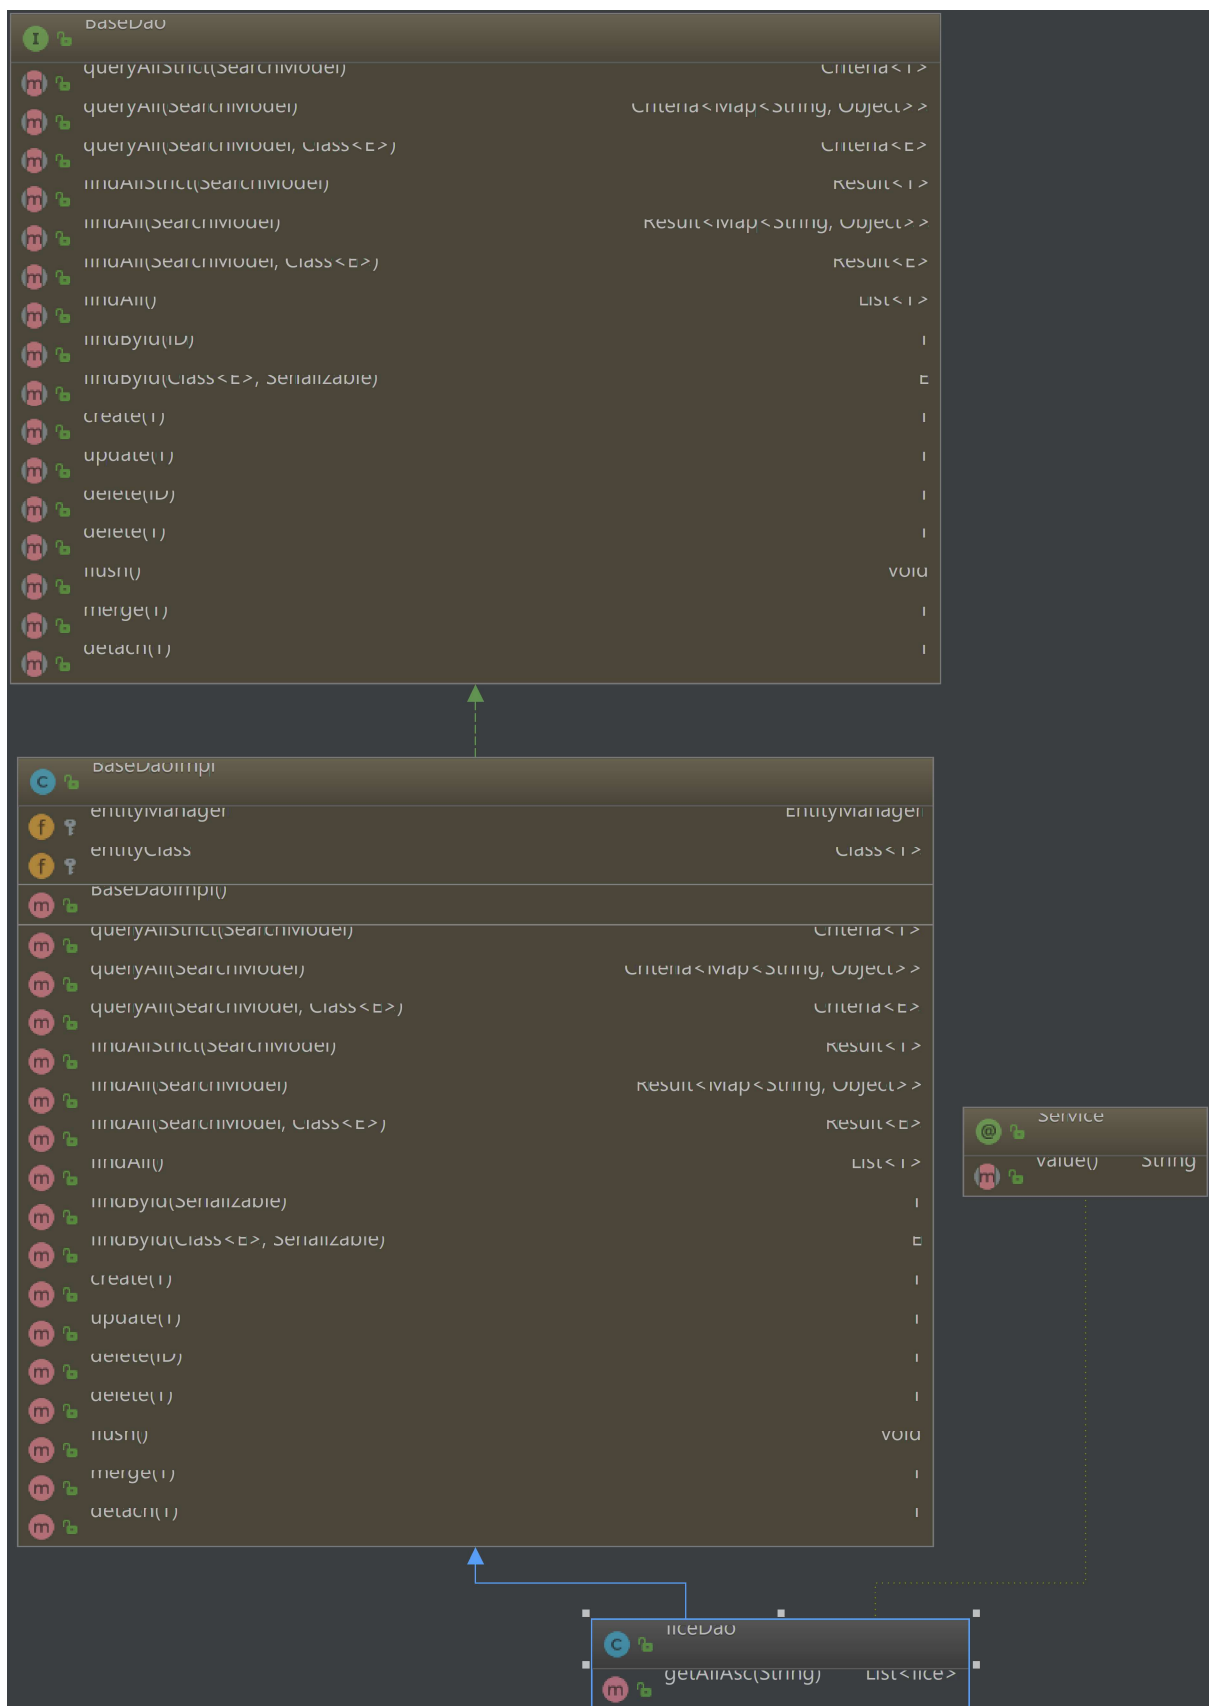 BaseDao
queryAllStrict(SearchModel) Criteria<T>
queryAll(SearchModel) Criteria<Map<String, Object>>
queryAll(SearchModel, Class<E>) Criteria<E>
findAllStrict(SearchModel) Result<T>
findAll(SearchModel) Result<Map<String, Object>>
findAll(SearchModel, Class<E>) Result<E>
findAll() List<T>
findById(ID) T
findById(Class<E>, Serializable) E
create(T) T
update(T) T
delete(ID) T
delete(T) T
flush() void
merge(T) T
detach(T) T
BaseDaoImpl
entityManager EntityManager
entityClass Class<T>
BaseDaoImpl()
queryAllStrict(SearchModel) Criteria<T>
queryAll(SearchModel) Criteria<Map<String, Object>>
queryAll(SearchModel, Class<E>) Criteria<E>
findAllStrict(SearchModel) Result<T>
findAll(SearchModel) Result<Map<String, Object>>
findAll(SearchModel, Class<E>) Result<E>
findAll() List<T>
findById(Serializable) T
findById(Class<E>, Serializable) E
create(T) T
update(T) T
delete(ID) T
delete(T) T
flush() void
merge(T) T
detach(T) T
Service
value() String
getAllAsc(String)